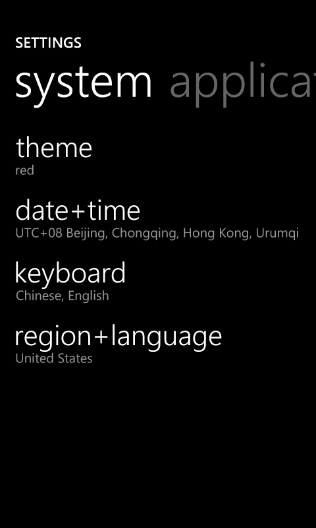 SETTINGS
system applicat
theme
red
date+time
UTC+08 Beijing, Chongqing, Hong Kong, Urumqi
keyboard
Chinese, English
region+language
United States